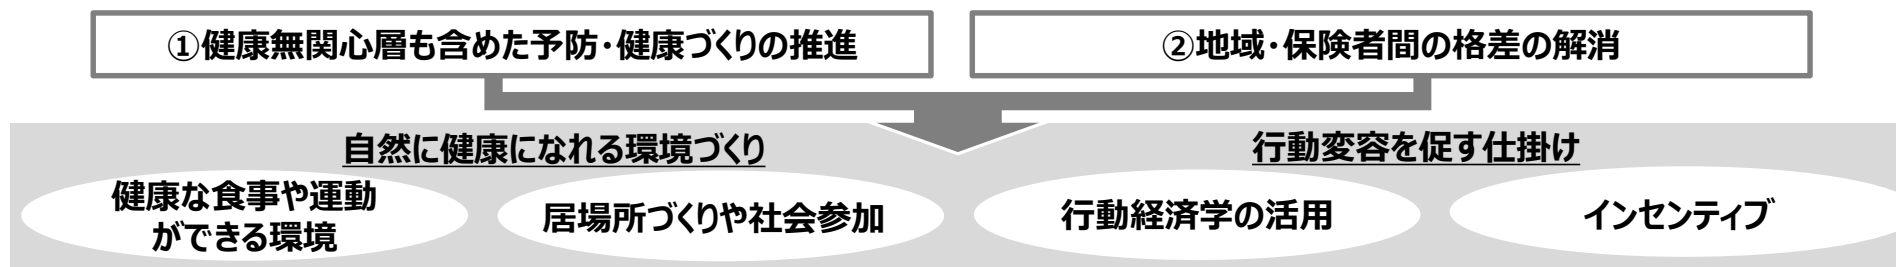 ①健康無関心層も含めた予防・健康づくりの推進
②地域・保険者間の格差の解消
自然に健康になれる環境づくり
行動変容を促す仕掛け
健康な食事や運動
ができる環境
居場所づくりや社会参加
行動経済学の活用
インセンティブ